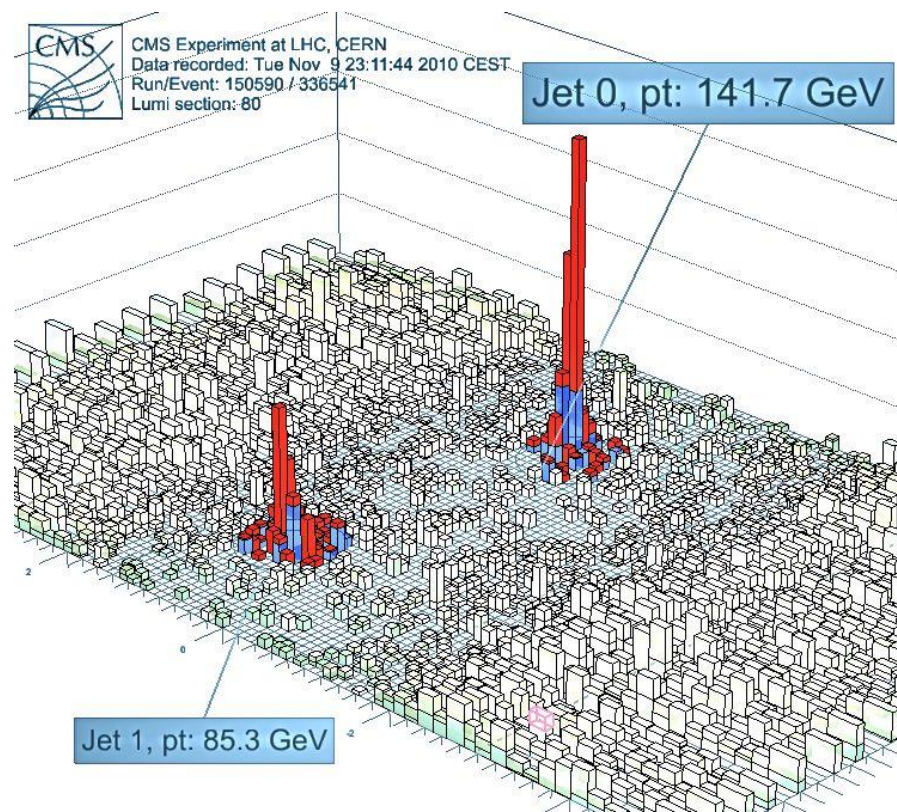 CMS
CMS Experiment at LHC, CERN
Data recorded: Tue Nov 9 23:11:44 2010 CEST
Run/Event: 150590 / 336541
Lumi section: 80
Jet 0, pt: 141.7 GeV
2
0
-2
Jet 1, pt: 85.3 GeV